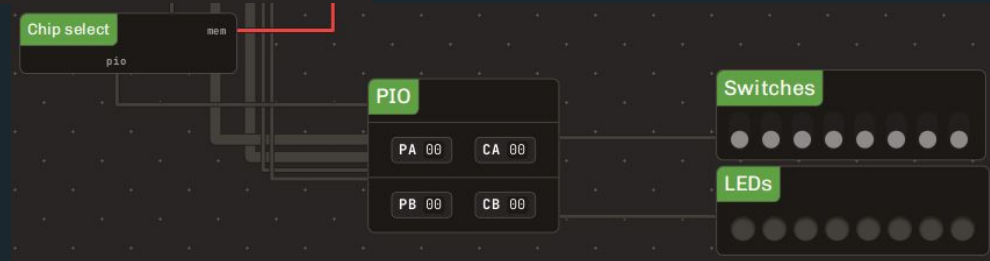 Chip select
mem
pio
PIO
PA 00 CA 00
PB 00 CB 00
Switches
LEDs